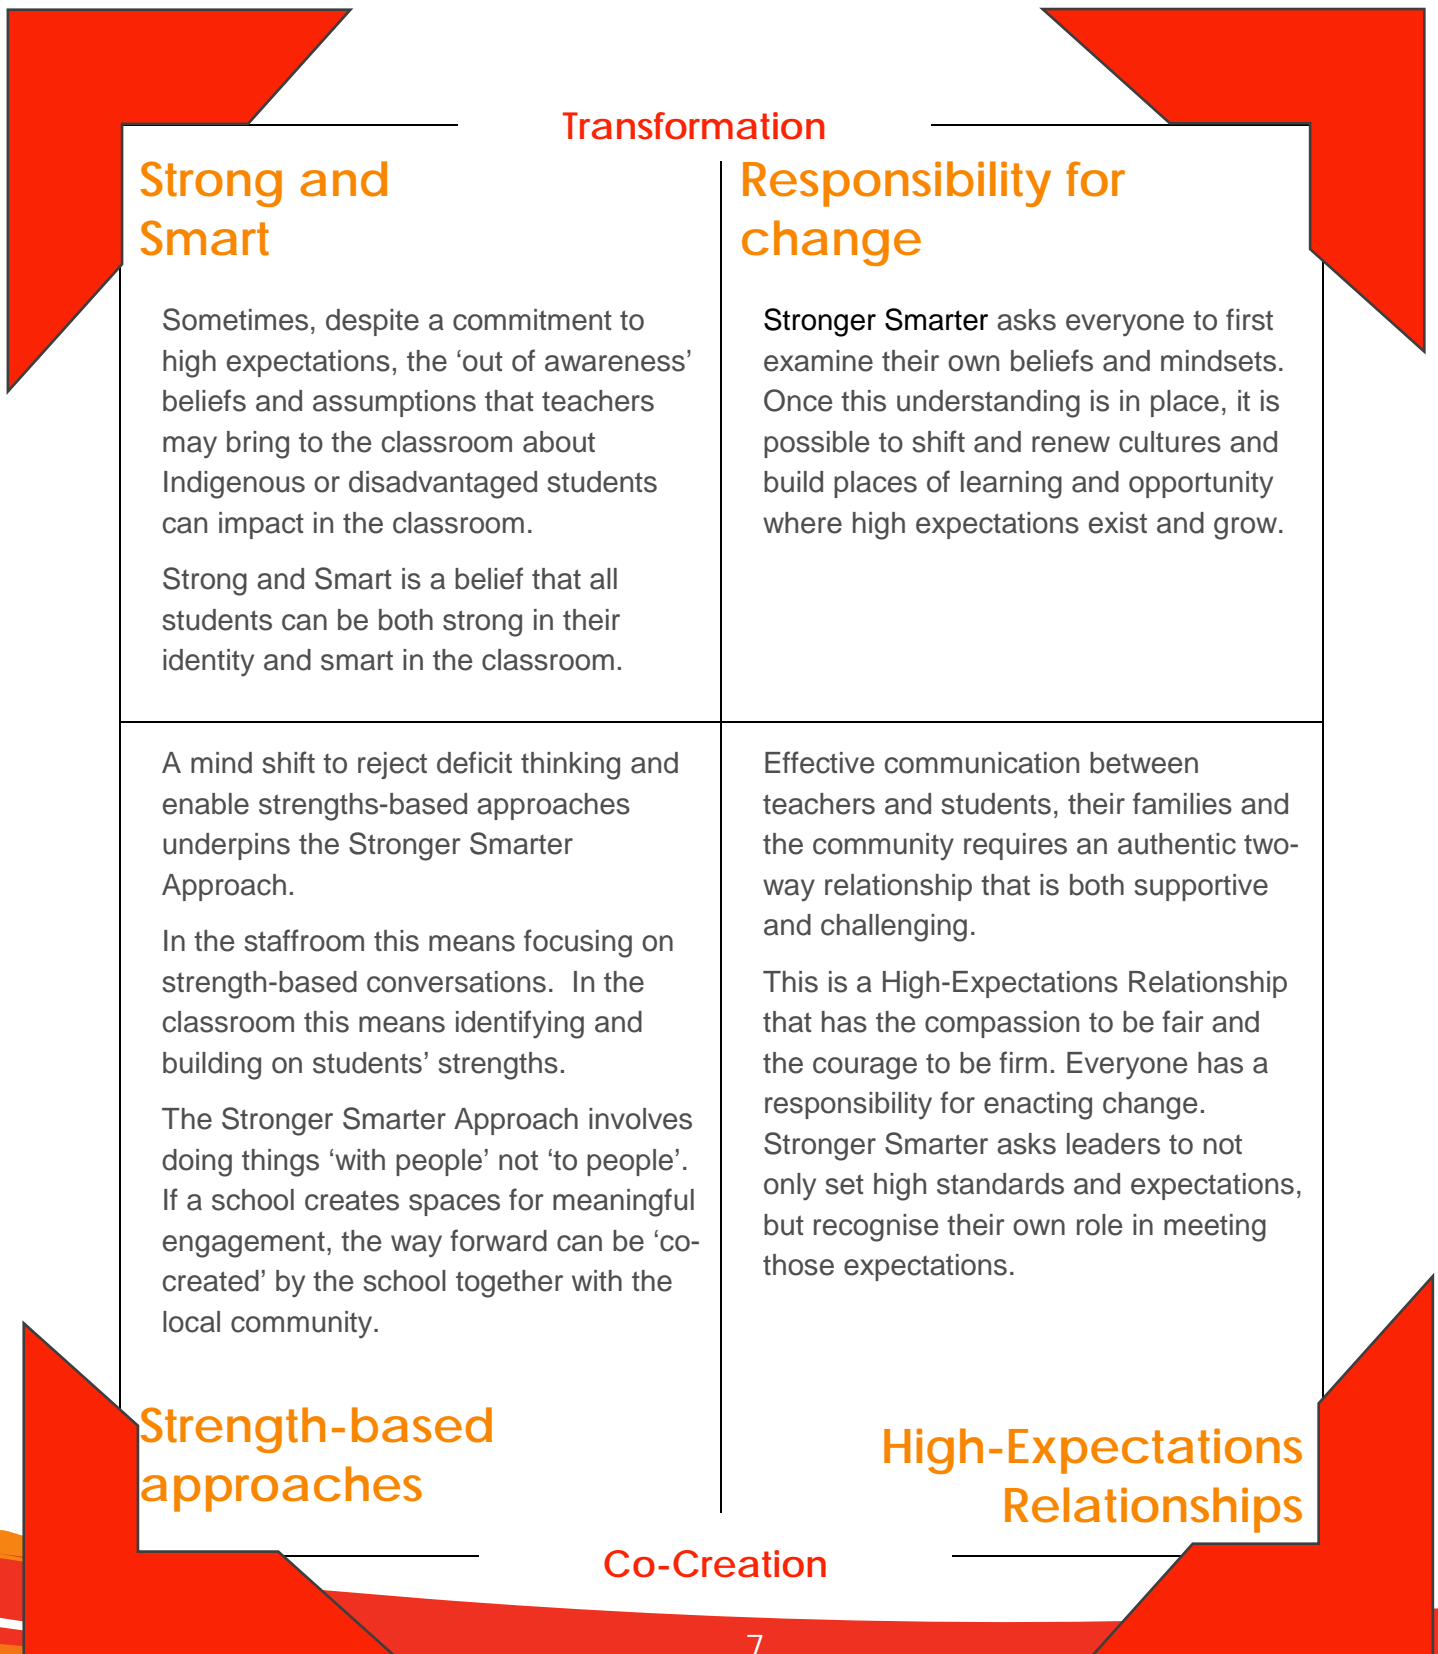 Transformation
Strong and
Smart
Sometimes, despite a commitment to
high expectations, the ‘out of awareness’
beliefs and assumptions that teachers
may bring to the classroom about
Indigenous or disadvantaged students
can impact in the classroom.
Strong and Smart is a belief that all
students can be both strong in their
identity and smart in the classroom.
Responsibility for
change
Stronger Smarter asks everyone to first
examine their own beliefs and mindsets.
Once this understanding is in place, it is
possible to shift and renew cultures and
build places of learning and opportunity
where high expectations exist and grow.
A mind shift to reject deficit thinking and
enable strengths-based approaches
underpins the Stronger Smarter
Approach.
In the staffroom this means focusing on
strength-based conversations.  In the
classroom this means identifying and
building on students’ strengths.
The Stronger Smarter Approach involves
doing things ‘with people’ not ‘to people’.
If a school creates spaces for meaningful
engagement, the way forward can be ‘co-
created’ by the school together with the
local community.
Strength-based
approaches
Effective communication between
teachers and students, their families and
the community requires an authentic two-
way relationship that is both supportive
and challenging.
This is a High-Expectations Relationship
that has the compassion to be fair and
the courage to be firm. Everyone has a
responsibility for enacting change.
Stronger Smarter asks leaders to not
only set high standards and expectations,
but recognise their own role in meeting
those expectations.
High-Expectations
Relationships
Co-Creation
7